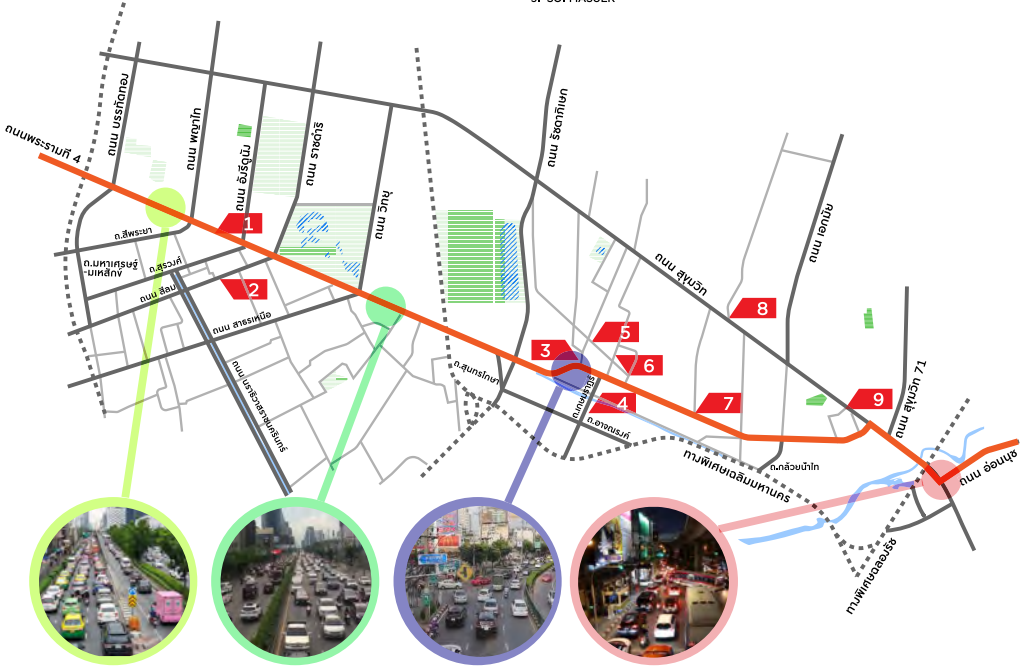 ถนนพระรามที่ 4
ถนน บรรทัดทอง
ถนน พญาไท
ถนน อังรีดูนัง
ถนน ราชดำริ
ถนน วิทยุ
ถนน รัชดาภิเษก
ถนน สุขุมวิท
ถนน เอกมัย
ถนน สุขุมวิท 71
ถนน อ่อนนุช
ถ.สี่พระยา
ถ.มหาเศรษฐ์
-มเหสักข์
ถ.สุรวงศ์
ถนน สีลม
ถนน สาธรเหนือ
ถนน นราธิวาสราชนครินทร์
ถ.สุนทรโกษา
ถ.เกษมราฎร์
ถ.อาจณรงค์
ทางพิเศษเฉลิมมหานคร
ถ.กล้วยน้ำไท
ทางพิเศษฉลองรัช
1
2
3
4
5
6
7
8
9